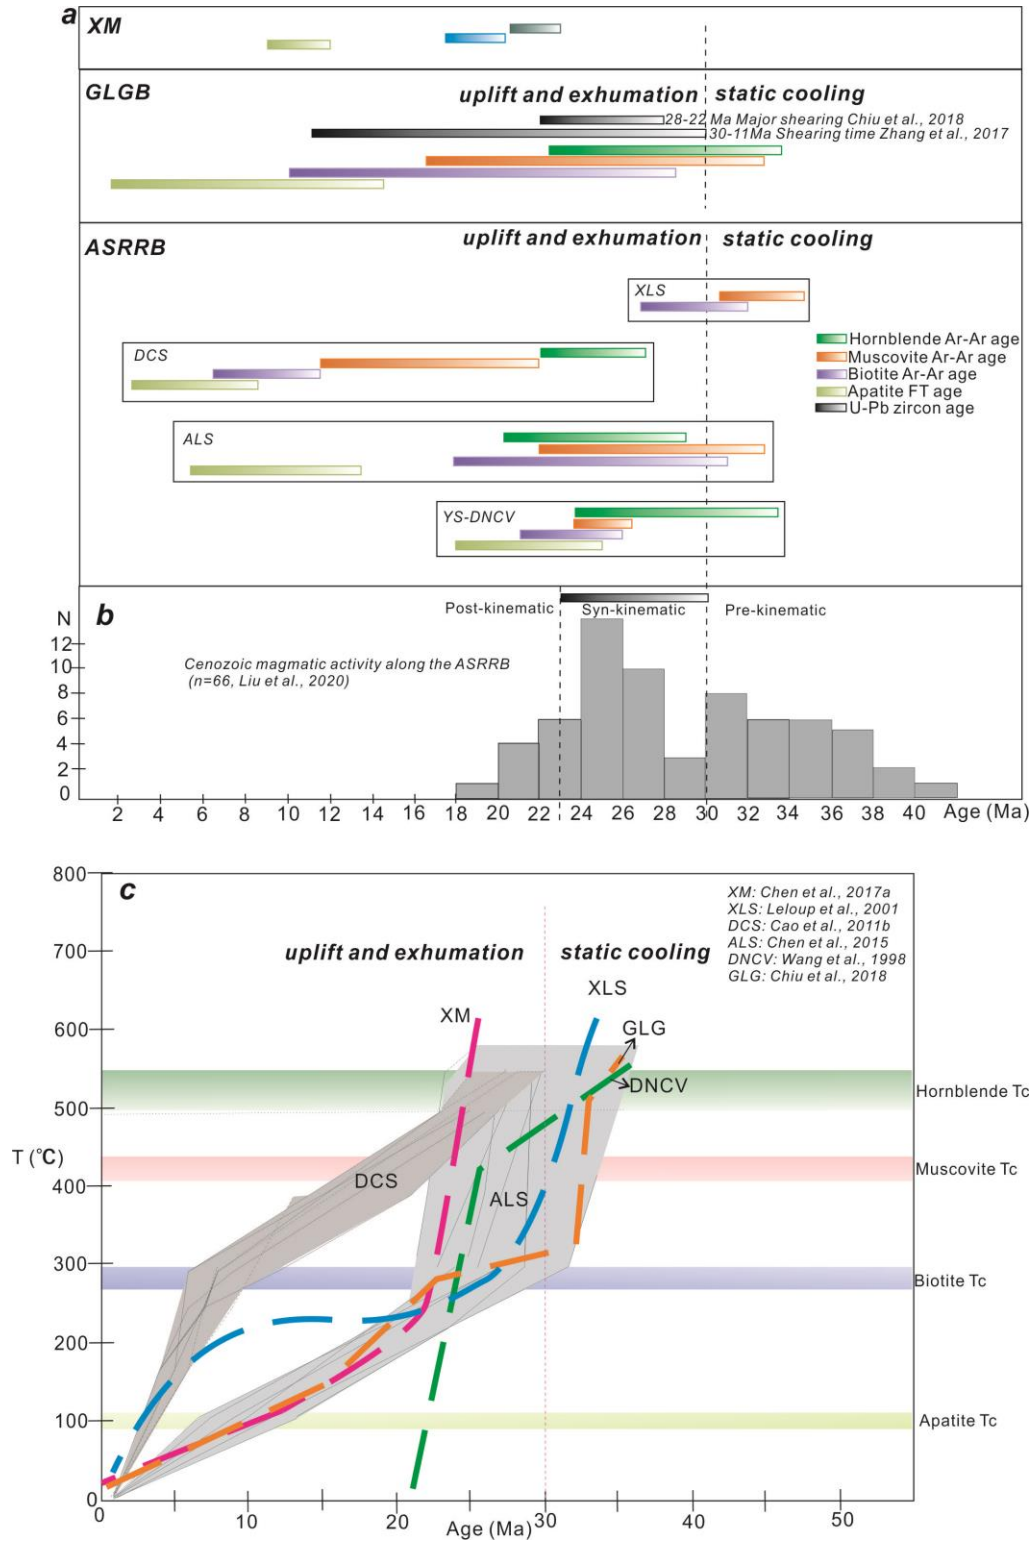 a
XM
GLGB
uplift and exhumation static cooling
28-22 Ma Major shearing Chiu et al., 2018
30-11Ma Shearing time Zhang et al., 2017
ASRRB
uplift and exhumation static cooling
XLS
DCS
Hornblende Ar-Ar age
Muscovite Ar-Ar age
Biotite Ar-Ar age
Apatite FT age
U-Pb zircon age
ALS
YS-DNCV
b
Post-kinematic Syn-kinematic Pre-kinematic
N
12
10
8
6
4
2
0
Cenozoic magmatic activity along the ASRRB
(n=66, Liu et al., 2020)
2 4 6 8 10 12 14 16 18 20 22 24 26 28 30 32 34 36 38 40 Age (Ma)
c
800
700
600
500
400
300
200
100
0
T (℃)
XM: Chen et al., 2017a
XLS: Leloup et al., 2001
DCS: Cao et al., 2011b
ALS: Chen et al., 2015
DNCV: Wang et al., 1998
GLG: Chiu et al., 2018
uplift and exhumation static cooling
XM
XLS
GLG
DNCV
DCS
ALS
Hornblende Tc
Muscovite Tc
Biotite Tc
Apatite Tc
0 10 20 30 40 50
Age (Ma)